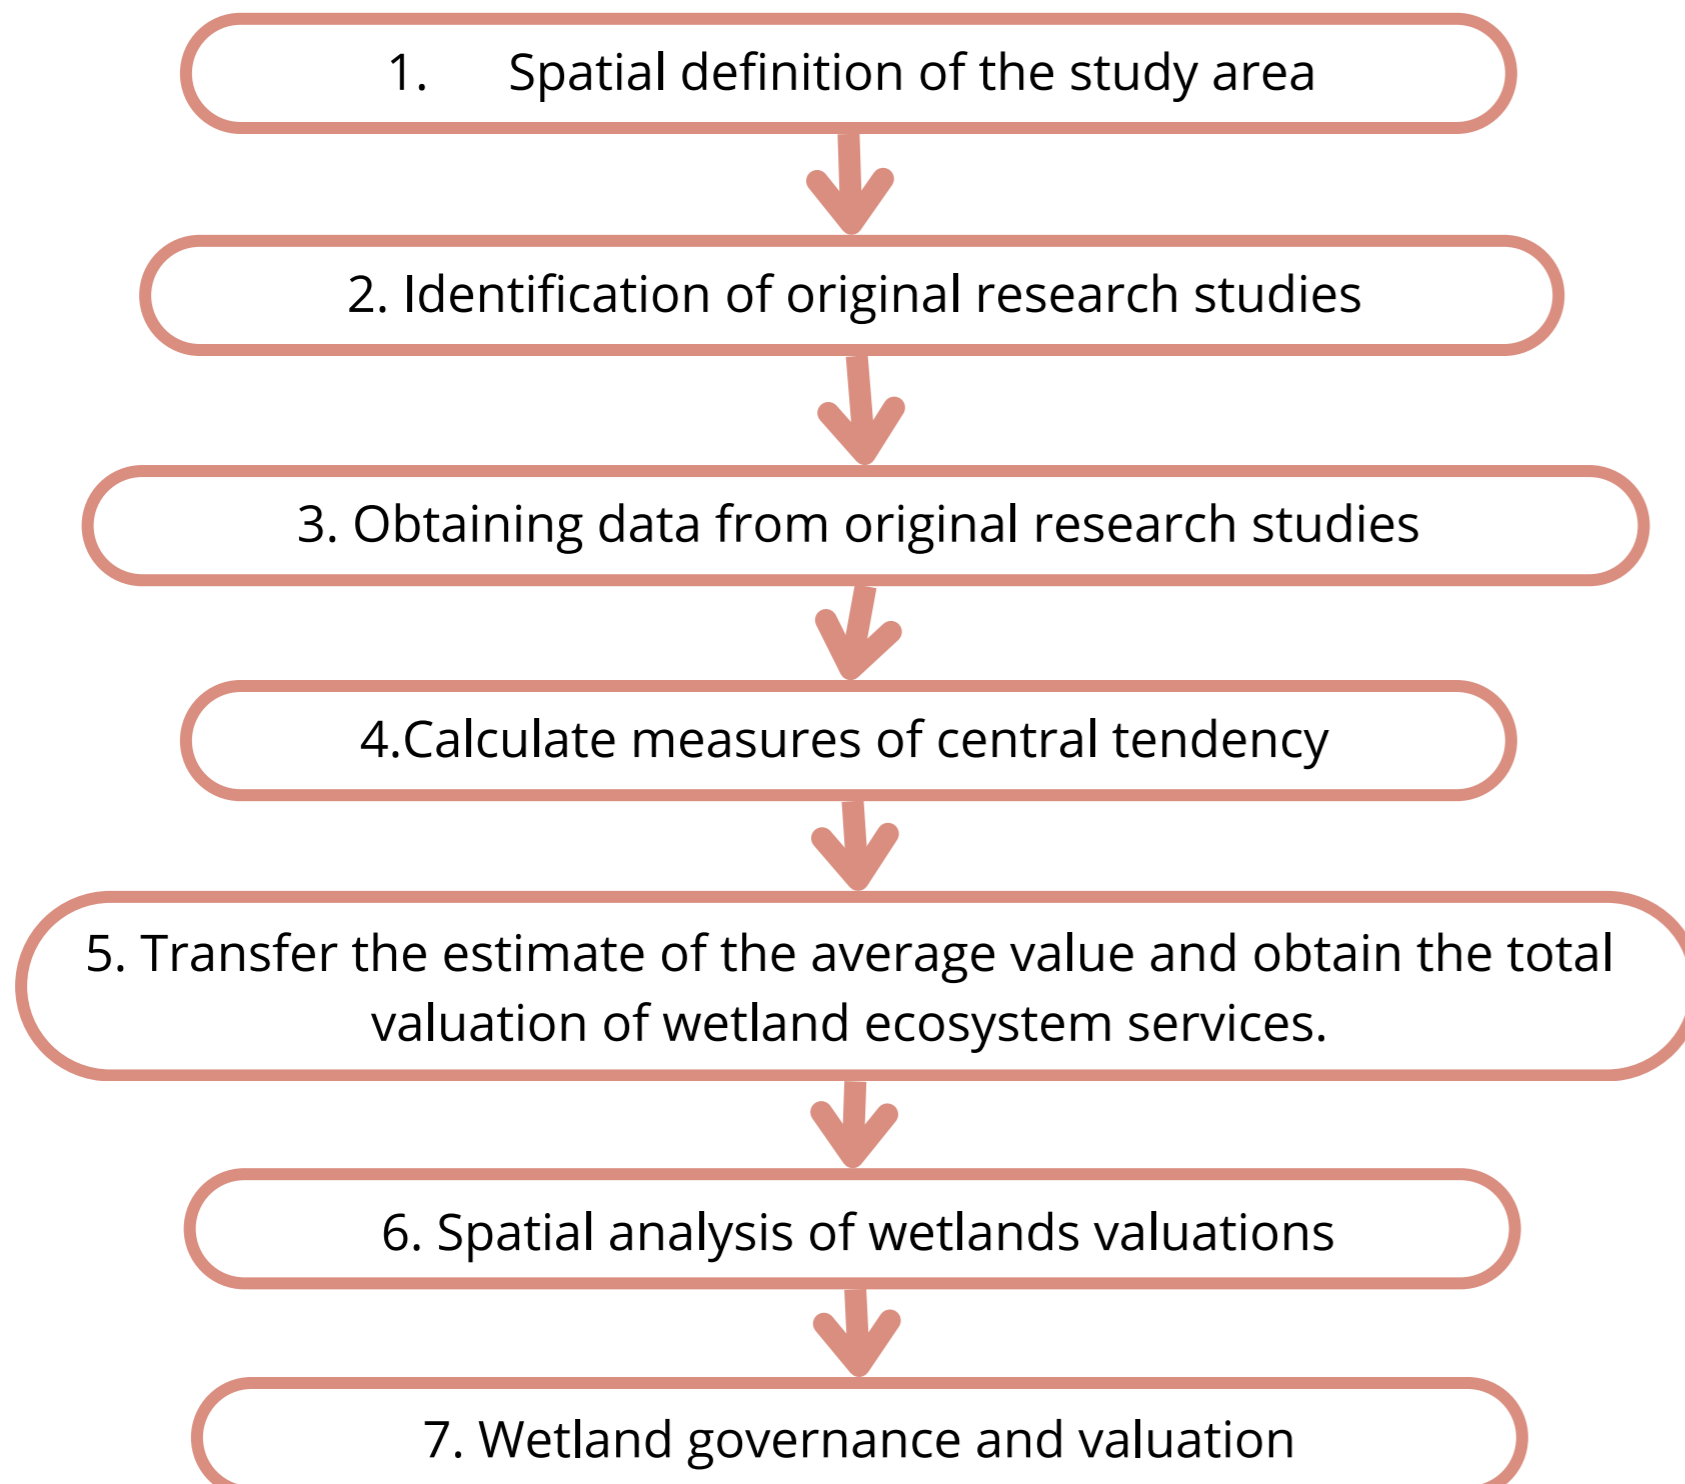 1. Spatial definition of the study area
2. Identification of original research studies
3. Obtaining data from original research studies
4.Calculate measures of central tendency
5. Transfer the estimate of the average value and obtain the total
valuation of wetland ecosystem services.
6. Spatial analysis of wetlands valuations
7. Wetland governance and valuation